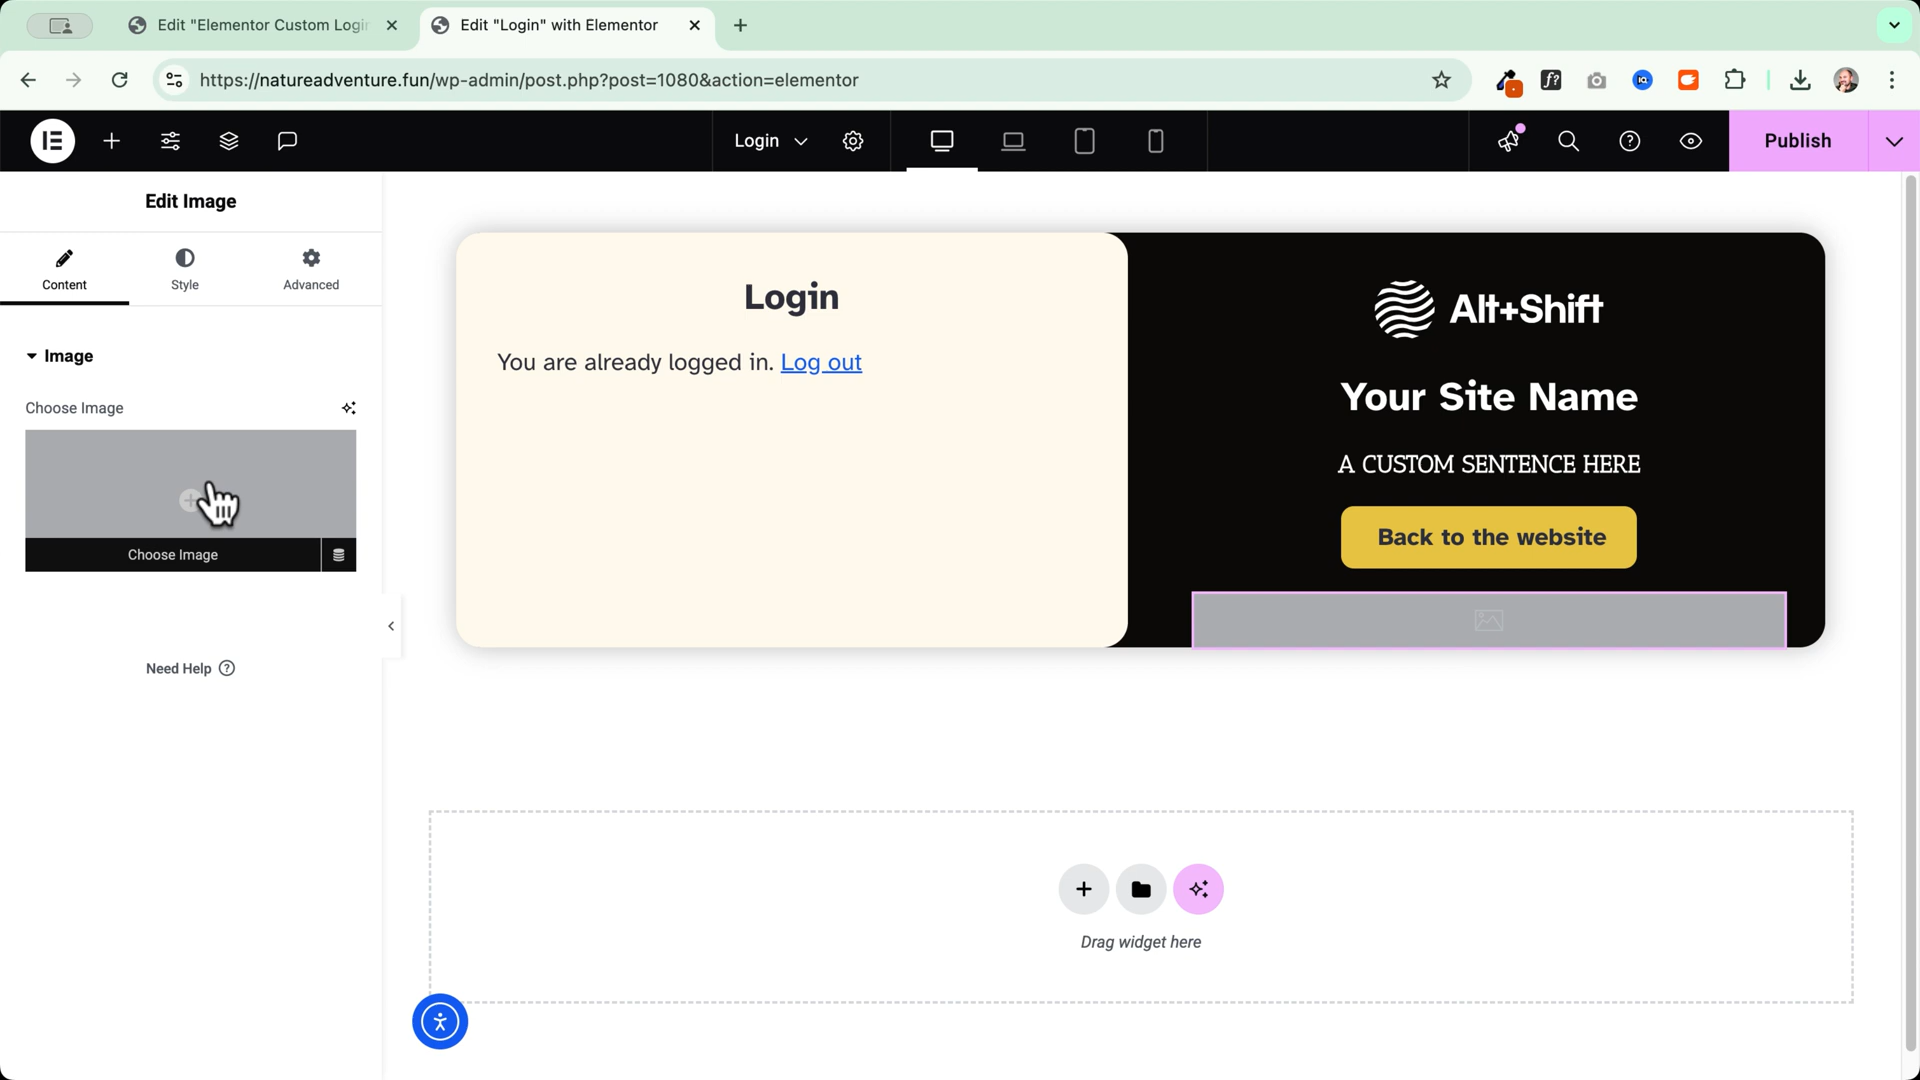 Edit "Elementor Custom Logi
Edit "Login" with Elementor
https://natureadventure.fun/wp-admin/post.php?post=1080&action=elementor
Login
Publish
Edit Image
Content
Style
Advanced
Image
Choose Image
Choose Image
Need Help
Login
You are already logged in. Log out
Alt+Shift
Your Site Name
A CUSTOM SENTENCE HERE
Back to the website
Drag widget here